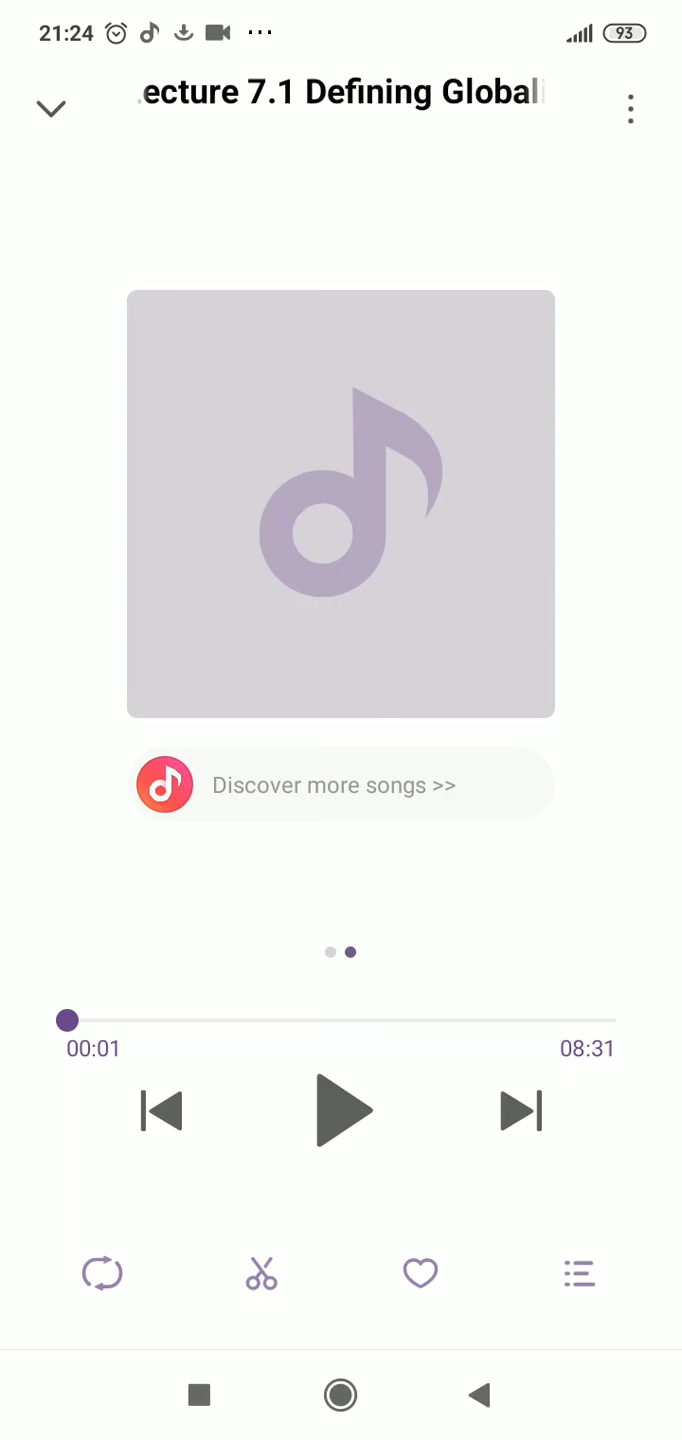 21:24 ... 93
ecture 7.1 Defining Global
Discover more songs >>
00:01 08:31